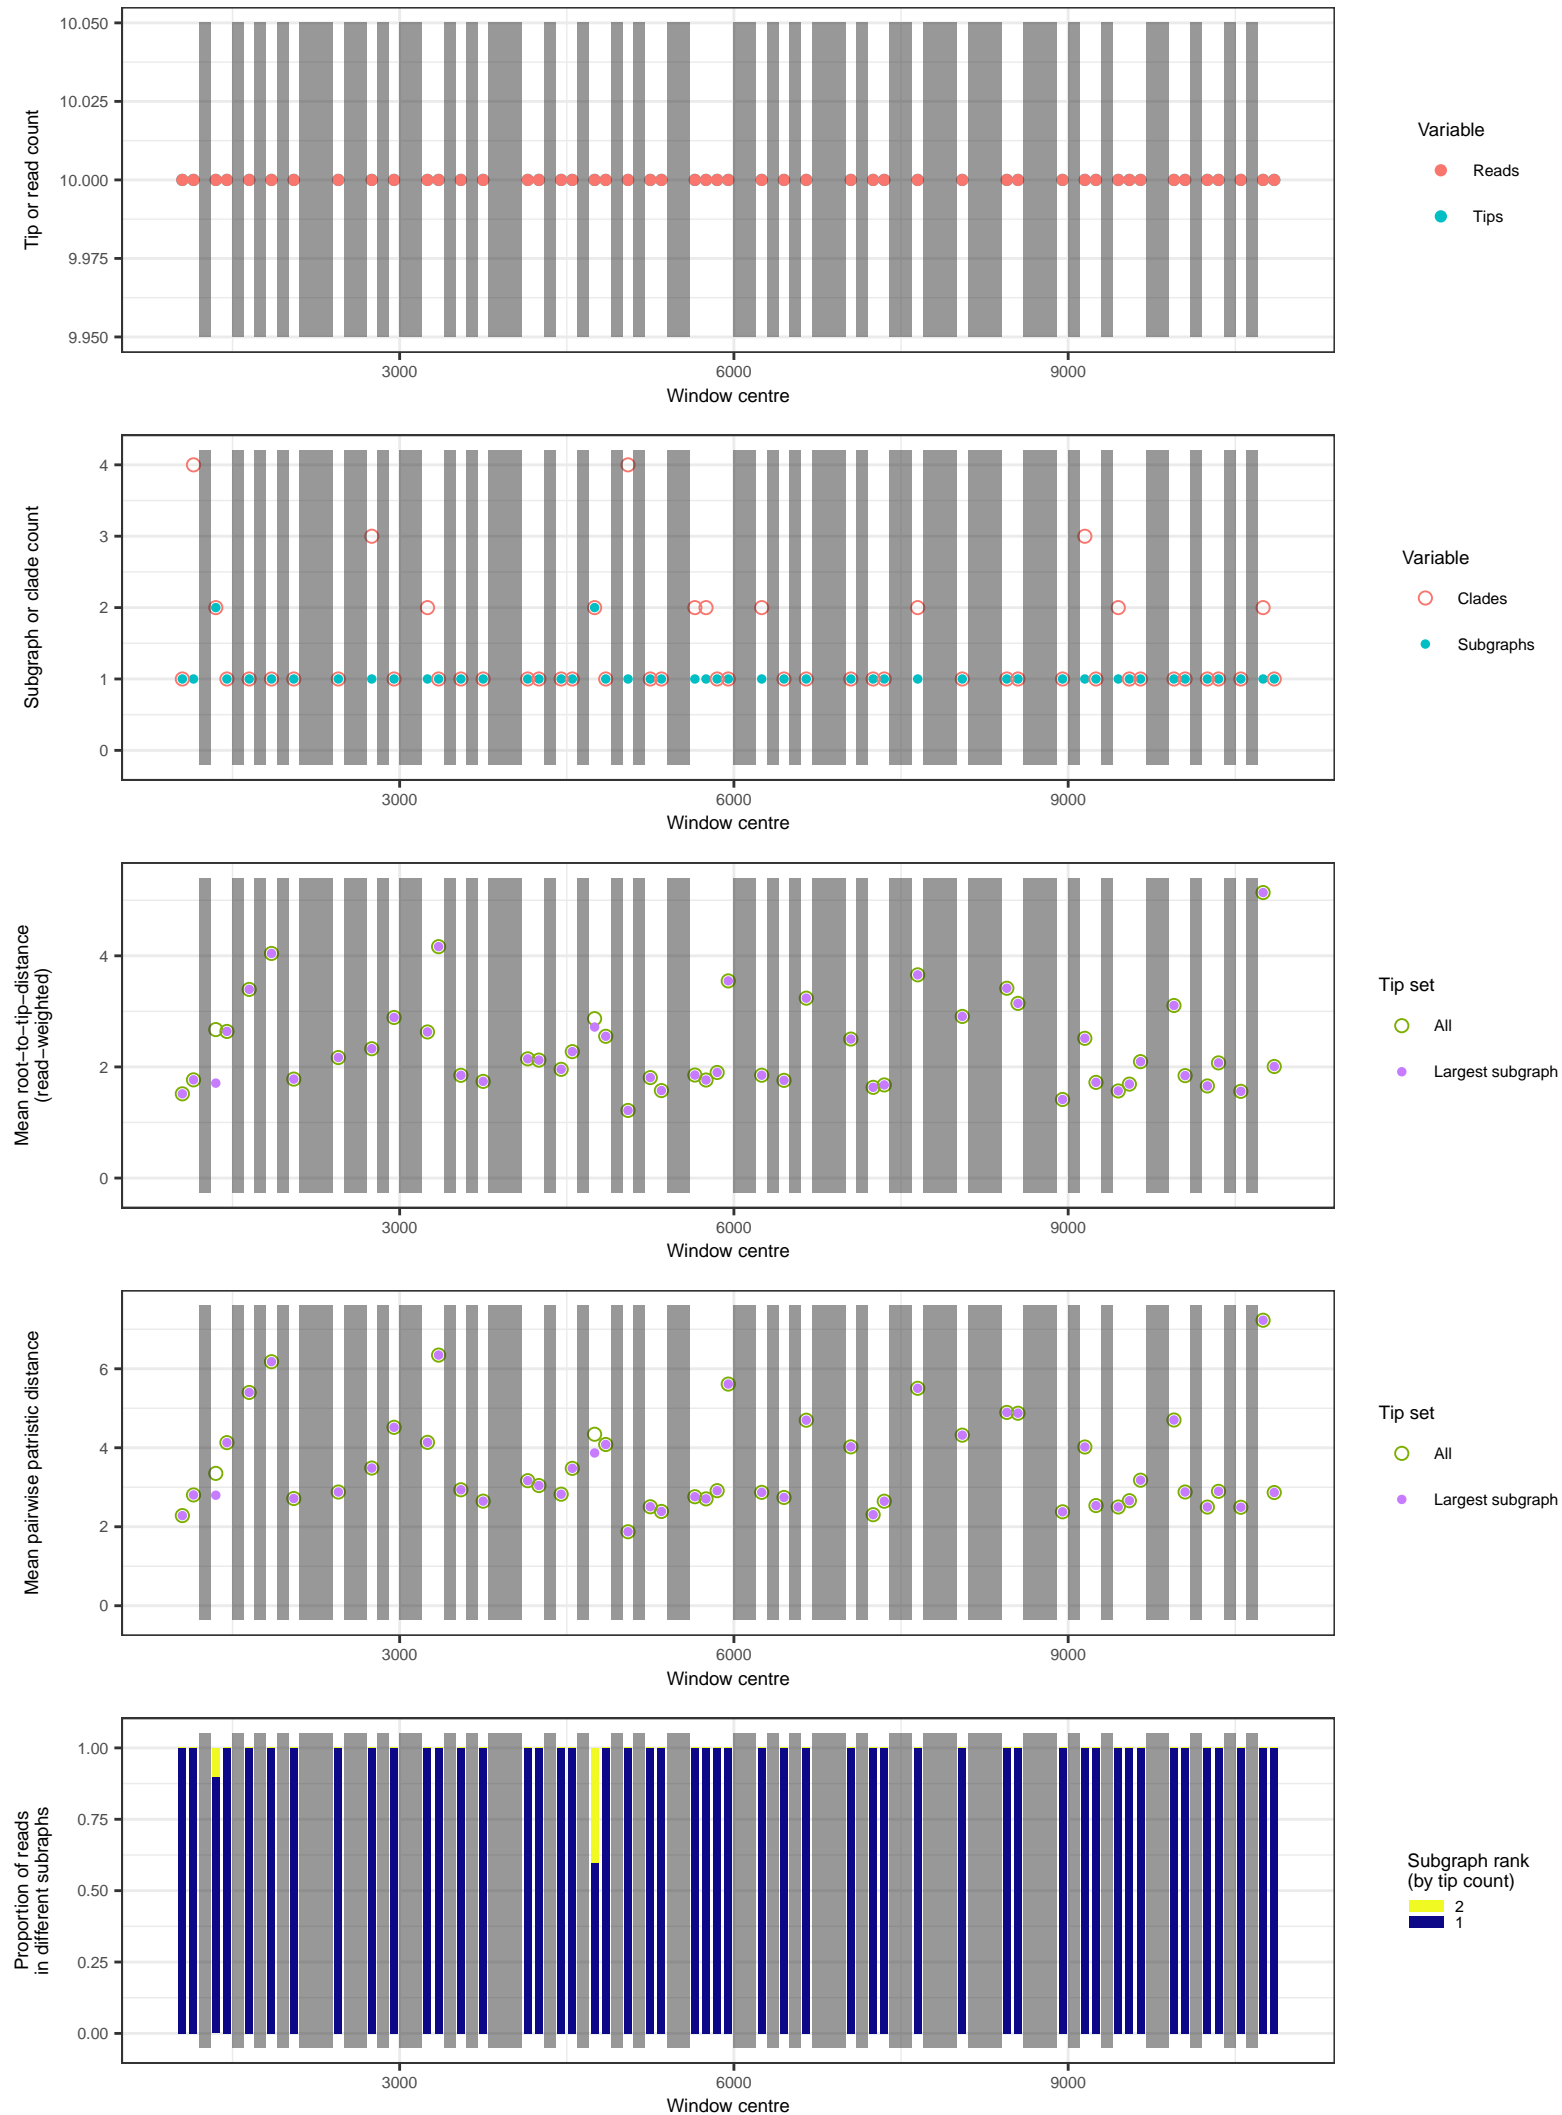 Tip or read count
10.050
10.025
10.000
9.975
9.950
3000
6000
9000
Window centre
Variable
Reads
Tips
Subgraph or clade count
4
3
2
1
0
3000
6000
9000
Window centre
Variable
Clades
Subgraphs
Mean root−to−tip−distance
(read−weighted)
4
2
0
3000
6000
9000
Window centre
Tip set
All
Largest subgraph
Mean pairwise patristic distance
6
4
2
0
3000
6000
9000
Window centre
Tip set
All
Largest subgraph
Proportion of reads
in different subraphs
1.00
0.75
0.50
0.25
0.00
3000
6000
9000
Window centre
Subgraph rank
(by tip count)
2
1